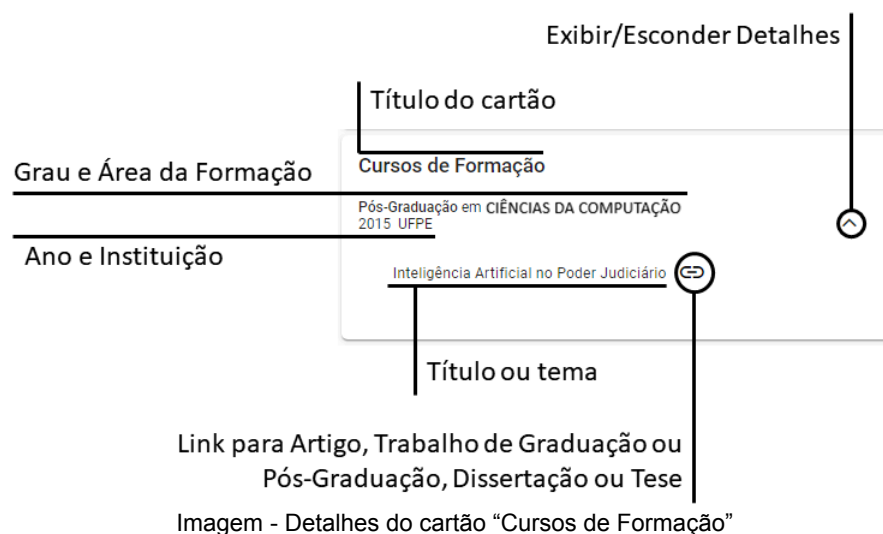 Exibir/Esconder Detalhes
Título do cartão
Cursos de Formação
Grau e Área da Formação
Pós-Graduação em CIÊNCIAS DA COMPUTAÇÃO
2015 UFPE
Ano e Instituição
Inteligência Artificial no Poder Judiciário
Título ou tema
Link para Artigo, Trabalho de Graduação ou
Pós-Graduação, Dissertação ou Tese
Imagem - Detalhes do cartão “Cursos de Formação”